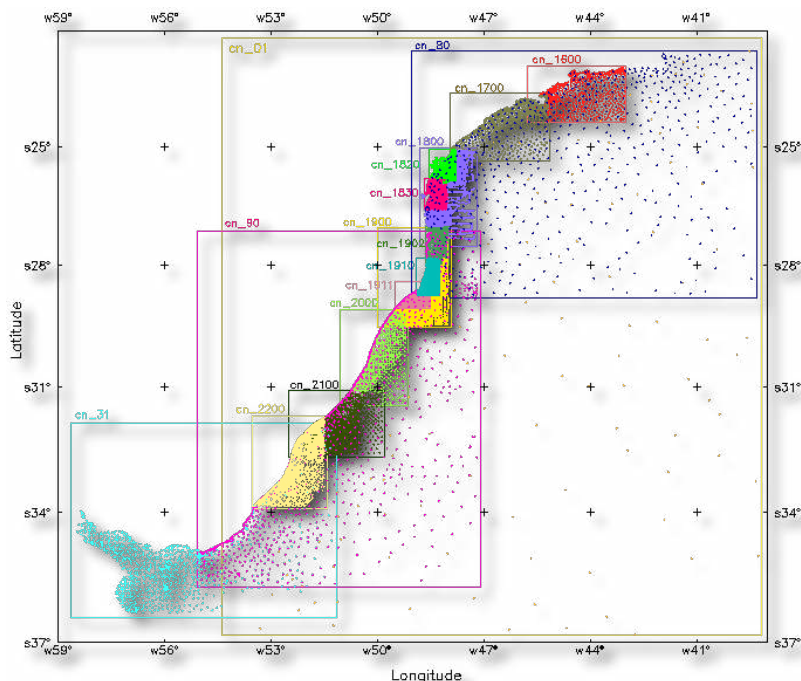 w59° w56° w53° w50° w47° w44° w41°
cn_01 cn_80
cn_1600
cn_1700
s25° cn_1800 s25°
cn_1820
cn_1830
cn_90 cn_1900
cn_1902
s28° cn_1910 s28°
cn_1911
cn_2000
Latitude
s31° cn_2100 s31°
cn_31 cn_2200
s34° s34°
s37° s37°
w59° w56° w53° w50° w47° w44° w41°
Longitude